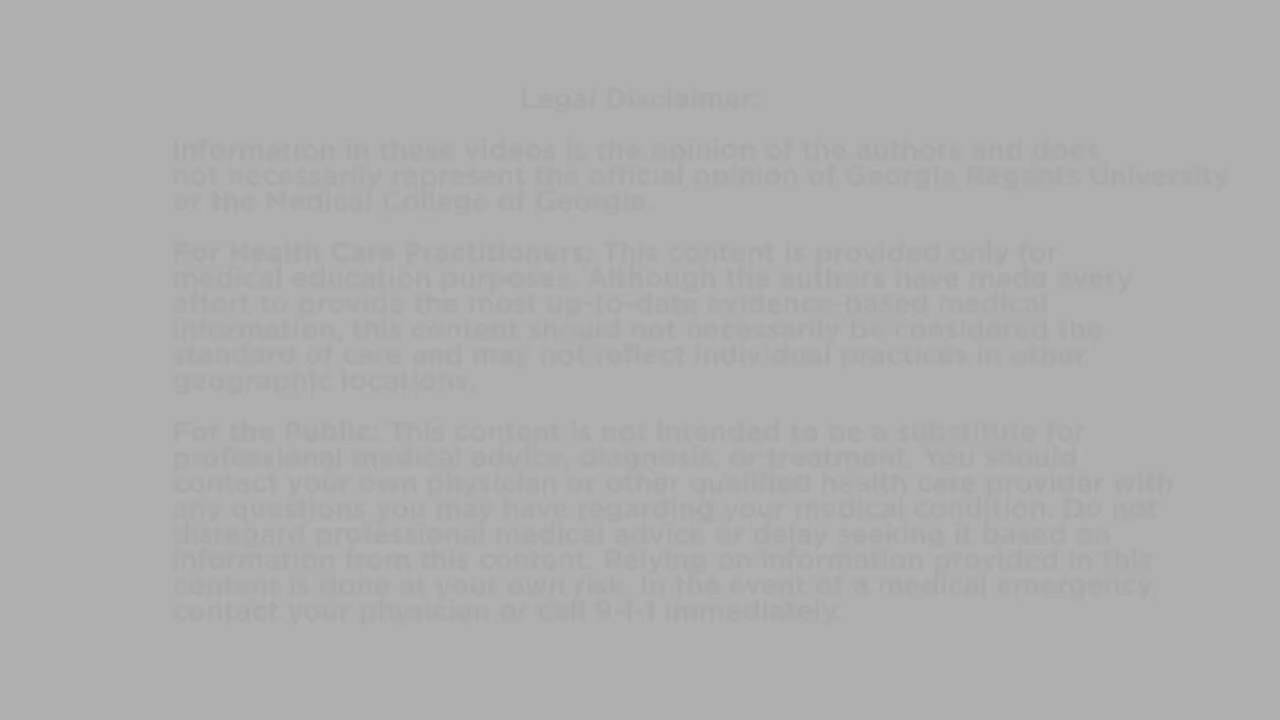 Legal Disclaimer:
Information in these videos is the opinion of the authors and does
not necessarily represent the official opinion of Georgia Regents University
or the Medical College of Georgia.
For Health Care Practitioners: This content is provided only for
medical education purposes. Although the authors have made every
effort to provide the most up-to-date evidence-based medical
information, this content should not necessarily be considered the
standard of care and may not reflect individual practices in other
geographic locations.
For the Public: This content is not intended to be a substitute for
professional medical advice, diagnosis, or treatment. You should
contact your own physician or other qualified health care provider with
any questions you may have regarding your medical condition. Do not
disregard professional medical advice or delay seeking it based on
information from this content. Relying on information provided in this
content is done at your own risk. In the event of a medical emergency,
contact your physician or call 9-1-1 immediately.